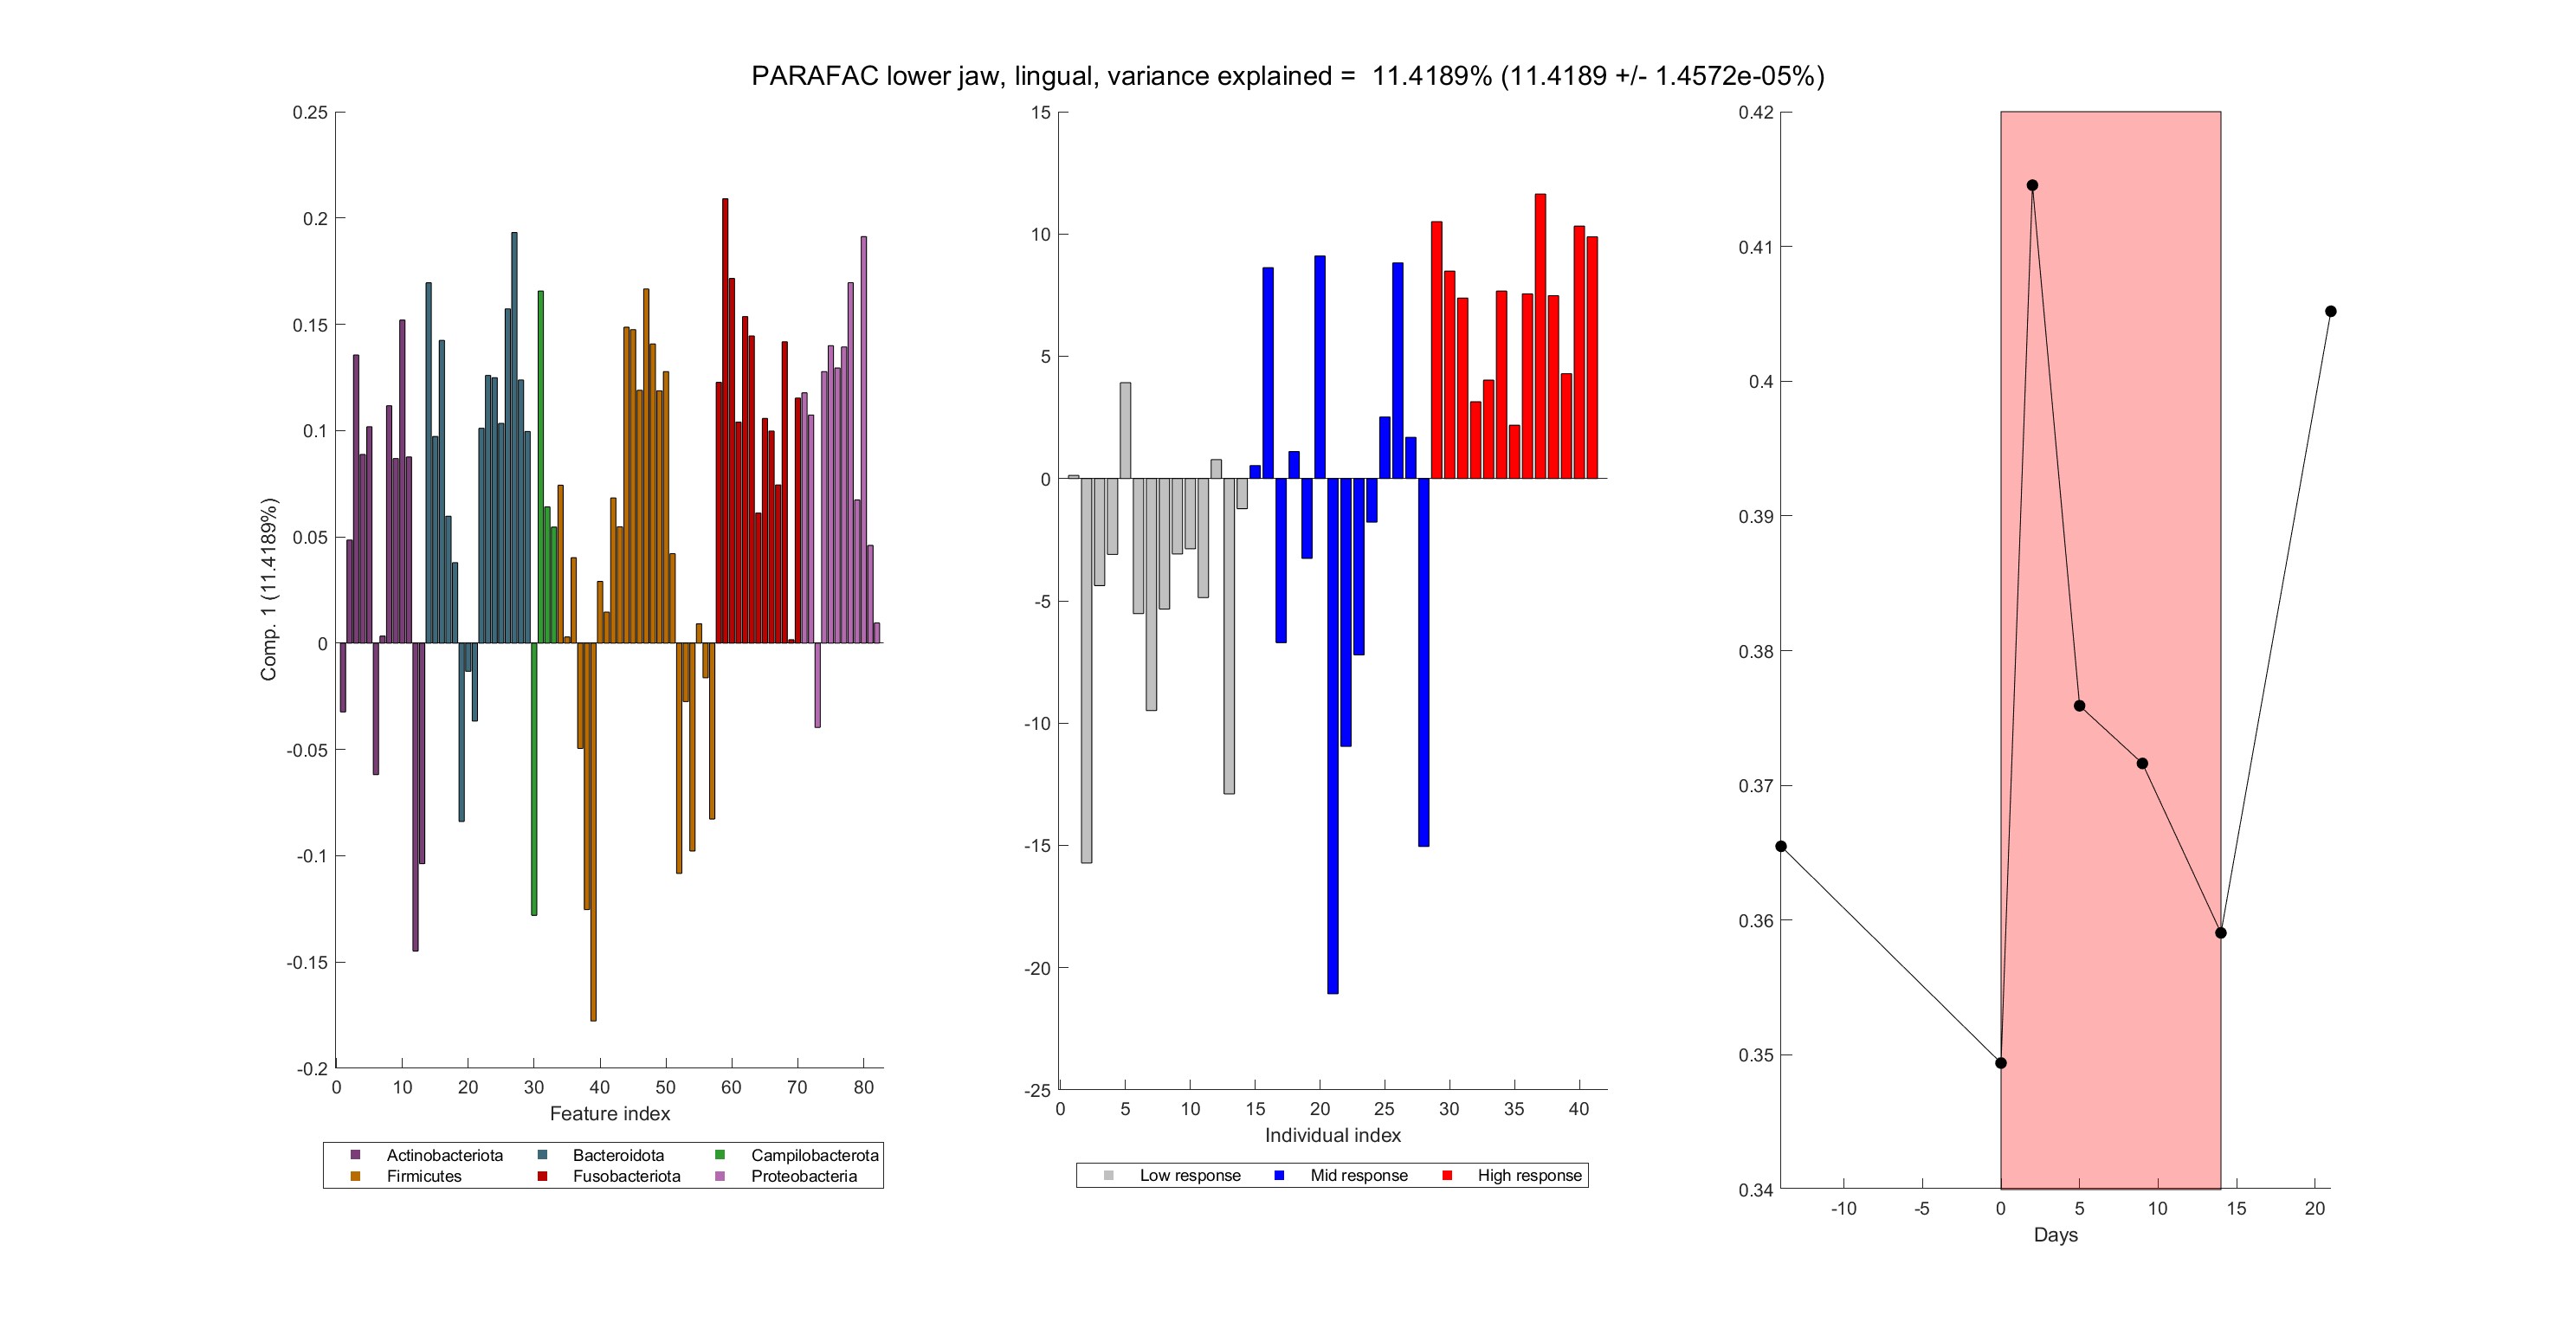 PARAFAC lower jaw, lingual, variance explained =  11.4189% (11.4189 +/- 1.4572e-05%)
Comp. 1 (11.4189%)
0.25
0.2
0.15
0.1
0.05
0
-0.05
-0.1
-0.15
-0.2
0 10 20 30 40 50 60 70 80
Feature index
Actinobacteriota Bacteroidota Campilobacterota
Firmicutes Fusobacteriota Proteobacteria
15
10
5
0
-5
-10
-15
-20
-25
0 5 10 15 20 25 30 35 40
Individual index
Low response Mid response High response
0.42
0.41
0.4
0.39
0.38
0.37
0.36
0.35
0.34
-10 -5 0 5 10 15 20
Days